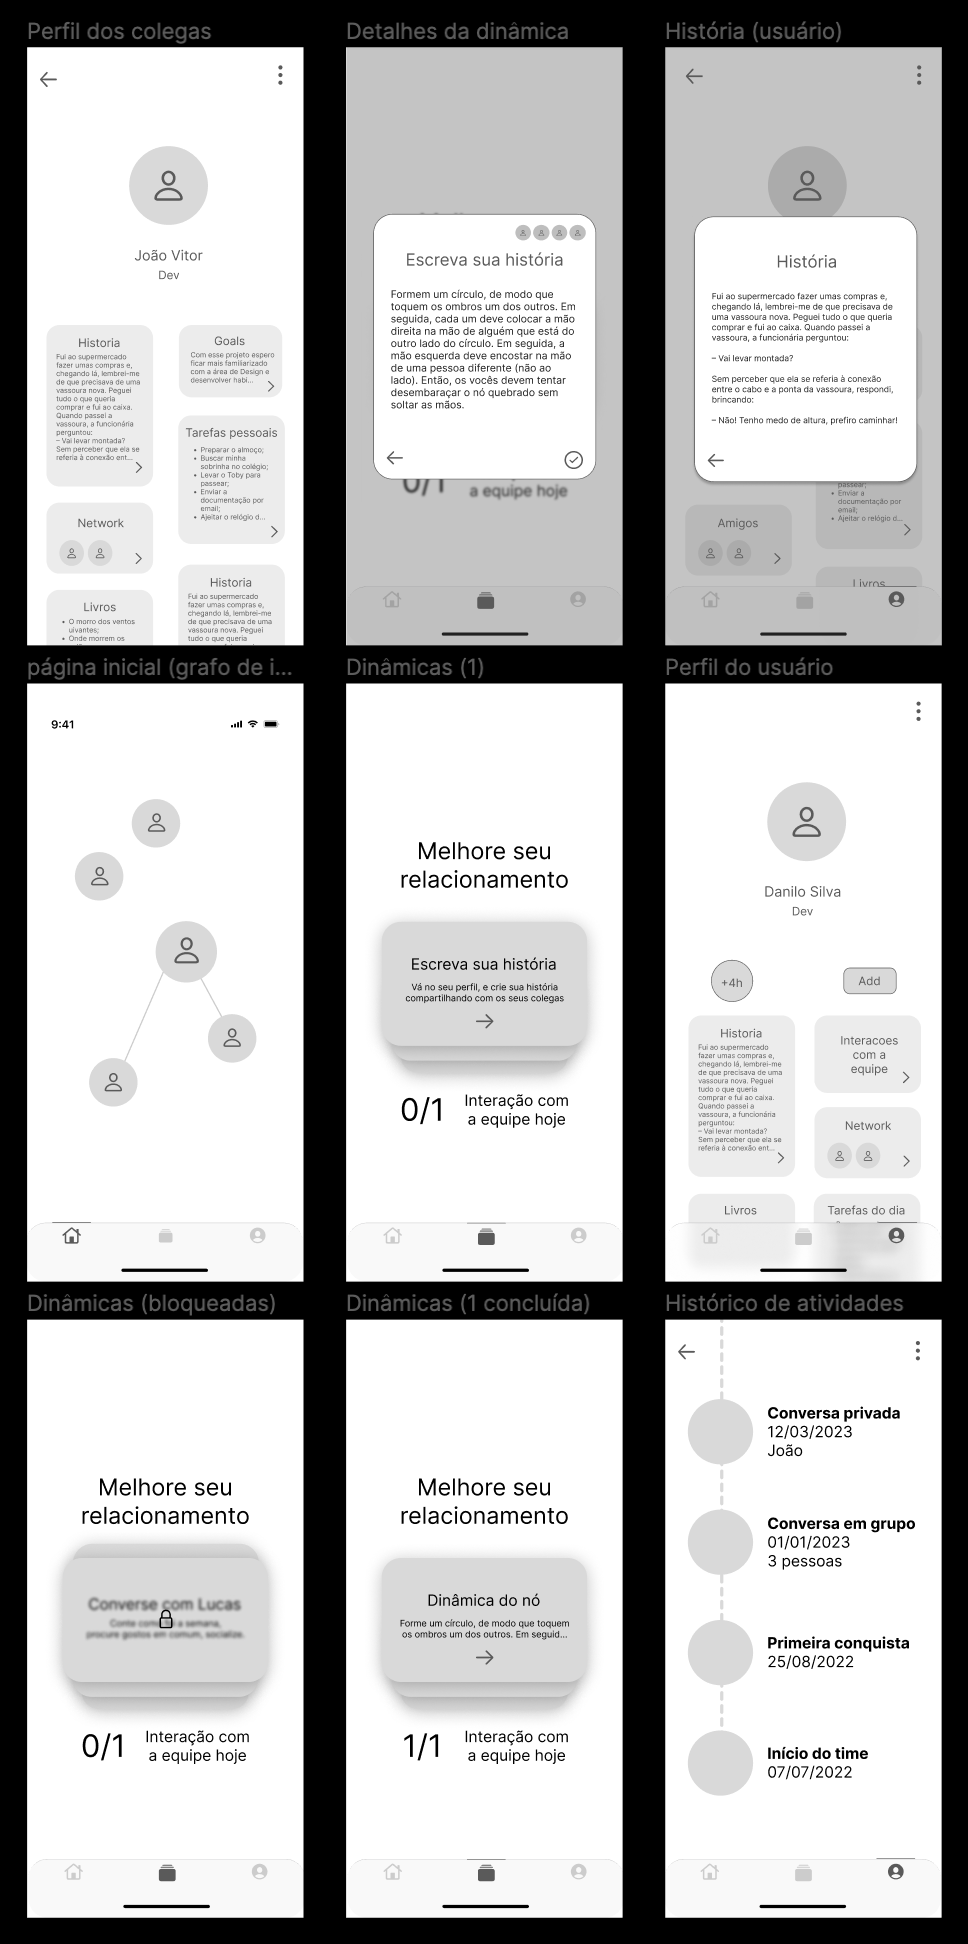 Perfil dos colegas
João Vitor
Dev
Historia
Fui ao supermercado
fazer umas compras e,
chegando lá, lembrei-me
de que precisava de uma
vassoura nova. Peguei
tudo o que queria
comprar e fui ao caixa.
Quando passei a
vassoura, a funcionária
perguntou:
– Vai levar montada?
Sem perceber que ela se
referia à conexão ent...
Network
Livros
• O morro dos ventos
uivantes;
• Onde morrem os
Goals
Com esse projeto espero
ficar mais familiarizado
com a área de Design e
desenvolver habi...
Tarefas pessoais
• Preparar o almoço;
• Buscar minha
sobrinha no colégio;
• Levar o Toby para
passear;
• Enviar a
documentação por
email;
• Ajeitar o relógio d...
Historia
Fui ao supermercado
fazer umas compras e,
chegando lá, lembrei-me
de que precisava de uma
vassoura nova. Peguei
tudo o que queria
Detalhes da dinâmica
Escreva sua história
Formem um círculo, de modo que
toquem os ombros um dos outros. Em
seguida, cada um deve colocar a mão
direita na mão de alguém que está do
outro lado do círculo. Em seguida, a
mão esquerda deve encostar na mão
de uma pessoa diferente (não ao
lado). Então, os vocês devem tentar
desembaraçar o nó quebrado sem
soltar as mãos.
0/1
a equipe hoje
História (usuário)
História
Fui ao supermercado fazer umas compras e,
chegando lá, lembrei-me de que precisava de
uma vassoura nova. Peguei tudo o que queria
comprar e fui ao caixa. Quando passei a
vassoura, a funcionária perguntou:
– Vai levar montada?
Sem perceber que ela se referia à conexão
entre o cabo e a ponta da vassoura, respondi,
brincando:
– Não! Tenho medo de altura, prefiro caminhar!
passear;
• Enviar a
documentação por
email;
• Ajeitar o relógio d...
Amigos
Livros
página inicial (grafo de i...
9:41
Dinâmicas (1)
Melhore seu
relacionamento
Escreva sua história
Vá no seu perfil, e crie sua história
compartilhando com os seus colegas
0/1
Interação com
a equipe hoje
Perfil do usuário
Danilo Silva
Dev
+4h
Add
Historia
Fui ao supermercado
fazer umas compras e,
chegando lá, lembrei-me
de que precisava de uma
vassoura nova. Peguei
tudo o que queria
comprar e fui ao caixa.
Quando passei a
vassoura, a funcionária
perguntou:
– Vai levar montada?
Sem perceber que ela se
referia à conexão ent...
Interacoes
com a
equipe
Network
Livros
Tarefas do dia
Dinâmicas (bloqueadas)
Melhore seu
relacionamento
Converse com Lucas
Conte como a semana,
procure gostos em comum, socialize.
0/1
Interação com
a equipe hoje
Dinâmicas (1 concluída)
Melhore seu
relacionamento
Dinâmica do nó
Forme um círculo, de modo que toquem
os ombros um dos outros. Em seguid...
1/1
Interação com
a equipe hoje
Histórico de atividades
Conversa privada
12/03/2023
João
Conversa em grupo
01/01/2023
3 pessoas
Primeira conquista
25/08/2022
Início do time
07/07/2022